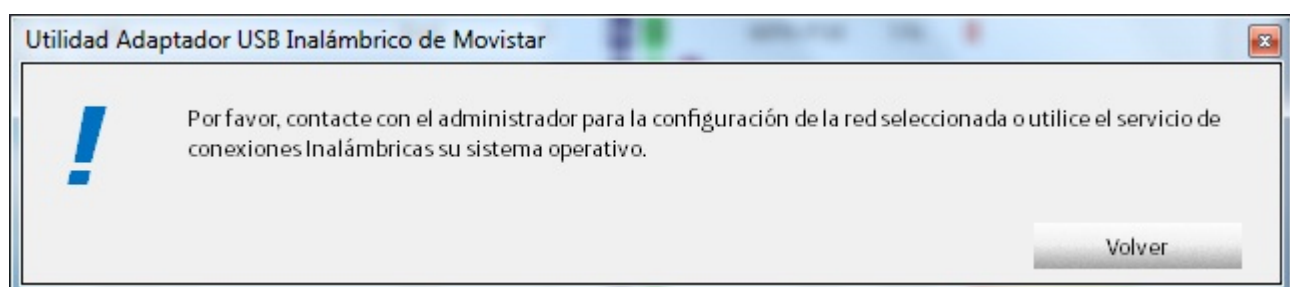 Utilidad Adaptador USB Inalámbrico de Movistar
Por favor, contacte con el administrador para la configuración de la red seleccionada o utilice el servicio de
conexiones Inalámbricas su sistema operativo.
Volver